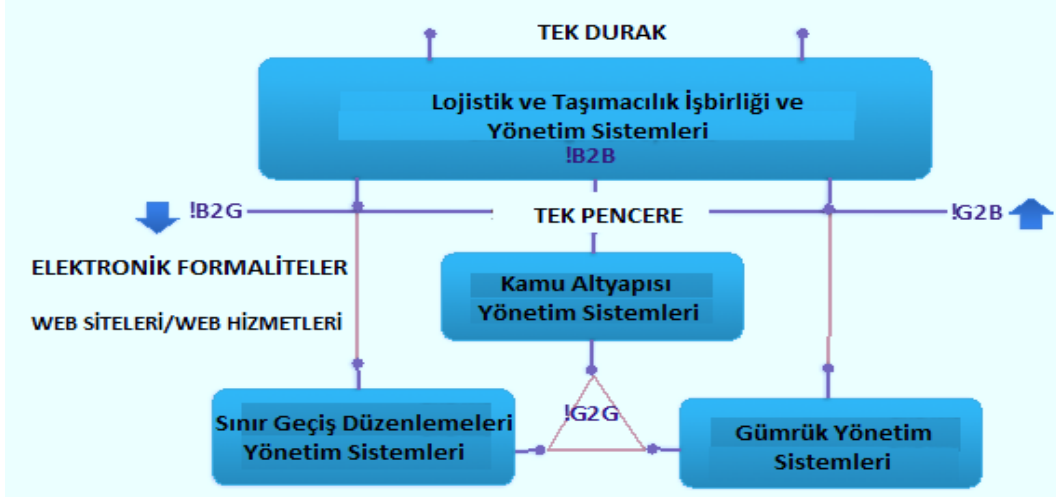 TEK DURAK
Lojistik ve Taşımacılık İşbirliği ve
Yönetim Sistemleri
!B2B
!B2G
TEK PENCERE
!G2B
ELEKTRONİK FORMALİTELER
WEB SİTELERİ/WEB HİZMETLERİ
Kamu Altyapısı
Yönetim Sistemleri
Sınır Geçiş Düzenlemeleri
Yönetim Sistemleri
!G2G
Gümrük Yönetim
Sistemleri